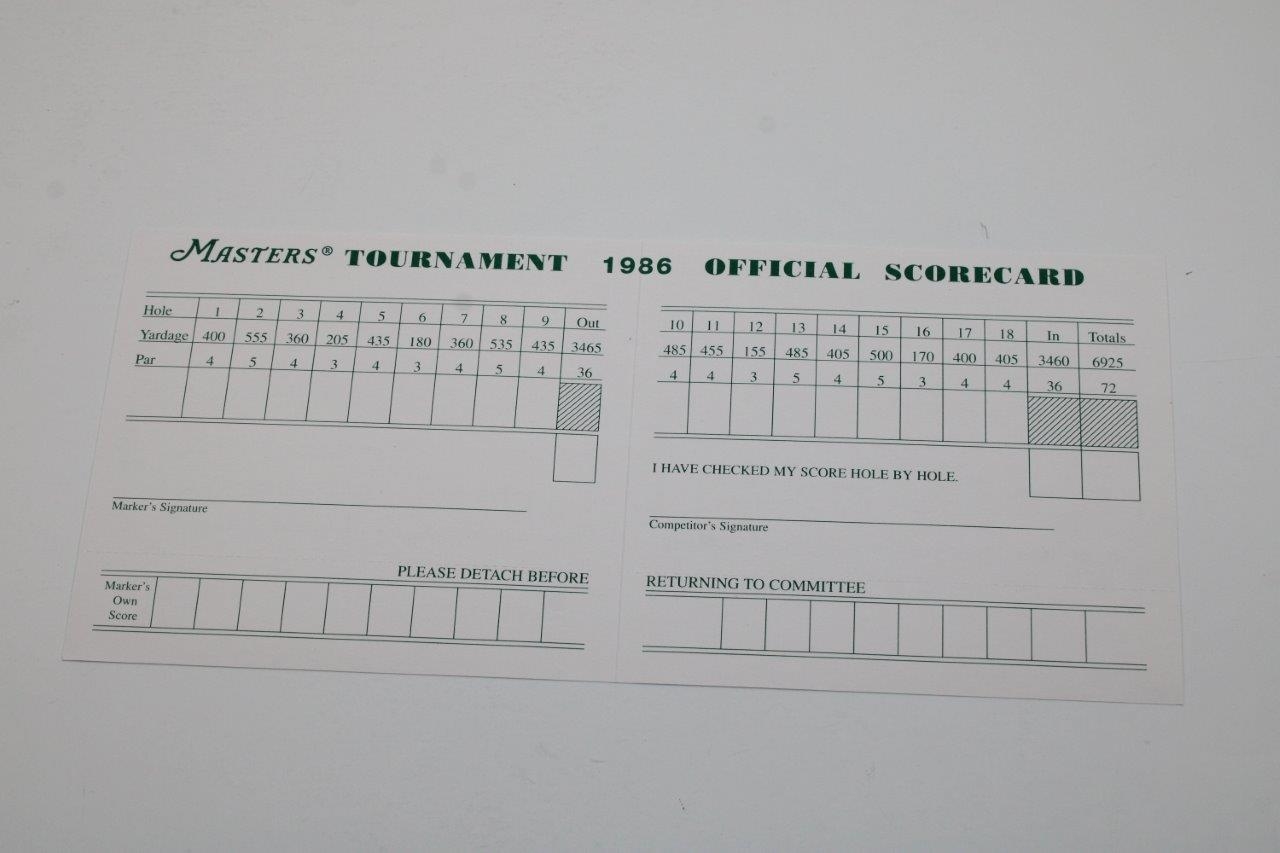 Masters® TOURNAMENT 1986 OFFICIAL SCORECARD
Hole 1 2 3 4 5 6 7 8 9 Out 10 11 12 13 14 15 16 17 18 In Totals
Yardage 400 555 360 205 435 180 360 535 435 3465 485 455 155 485 405 500 170 400 405 3460 6925
Par 4 5 4 3 4 3 4 5 4 36 4 4 3 5 4 5 3 4 4 36 72
I HAVE CHECKED MY SCORE HOLE BY HOLE.
Marker's Signature Competitor's Signature
PLEASE DETACH BEFORE RETURNING TO COMMITTEE
Marker's
Own
Score